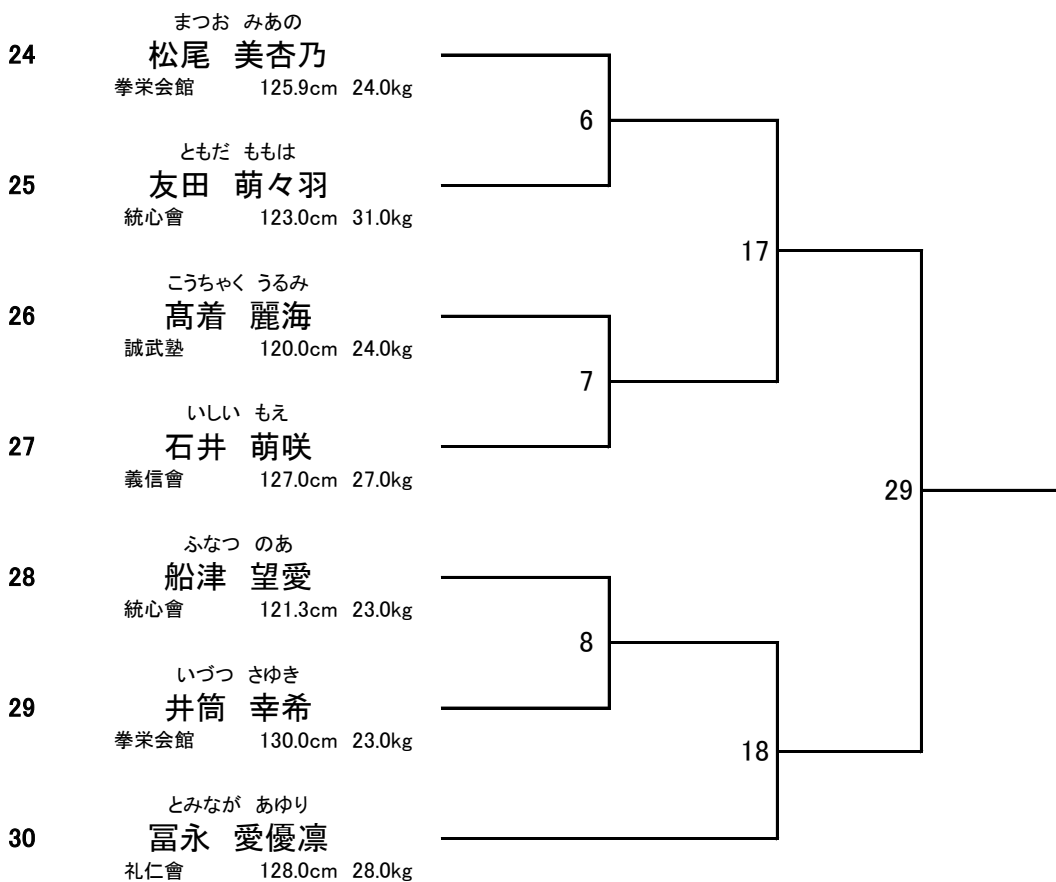 まつお みあの
24 松尾 美杏乃
拳栄会館 125.9cm 24.0kg
6
ともだ ももは
25 友田 萌々羽
統心會 123.0cm 31.0kg
17
こうちゃく うるみ
26 髙着 麗海
誠武塾 120.0cm 24.0kg
7
いしい もえ
27 石井 萌咲
義信會 127.0cm 27.0kg
29
ふなつ のあ
28 船津 望愛
統心會 121.3cm 23.0kg
8
いづつ さゆき
29 井筒 幸希
拳栄会館 130.0cm 23.0kg
18
とみなが あゆり
30 冨永 愛優凛
礼仁會 128.0cm 28.0kg